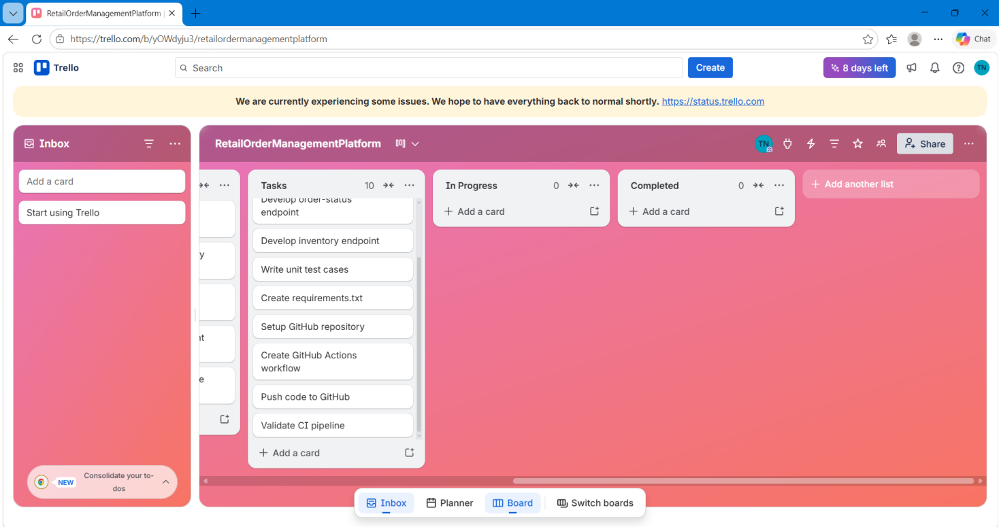 RetailOrderManagementPlatform
https://trello.com/b/yOWdyju3/retailordermanagementplatform
Chat
Trello
Search
Create
8 days left
TN
We are currently experiencing some issues. We hope to have everything back to normal shortly. https://status.trello.com
Inbox
Add a card
Start using Trello
NEW
Consolidate your to-
dos
RetailOrderManagementPlatform
TN
Share
y
nt
e
Tasks
10
Develop order-status
endpoint
Develop inventory endpoint
Write unit test cases
Create requirements.txt
Setup GitHub repository
Create GitHub Actions
workflow
Push code to GitHub
Validate CI pipeline
Add a card
In Progress
0
Add a card
Completed
0
Add a card
Add another list
Inbox
Planner
Board
Switch boards